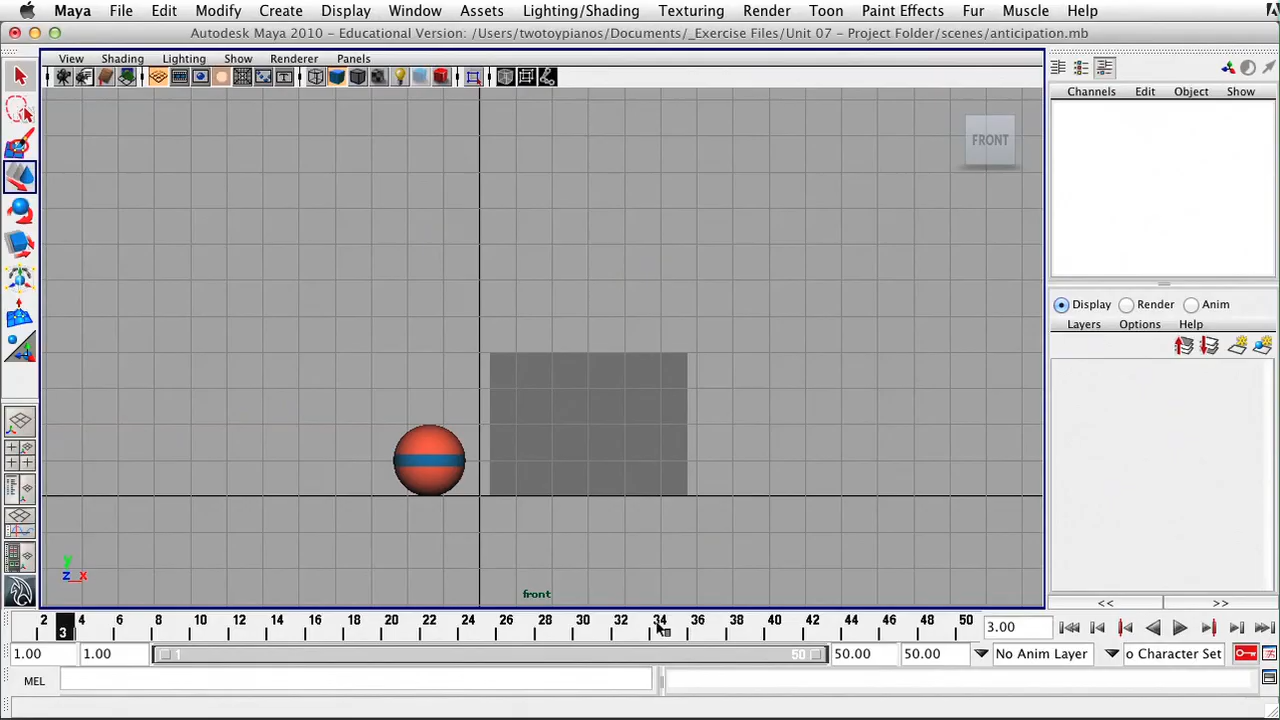 Maya File Edit Modify Create Display Window Assets Lighting/Shading Texturing Render Toon Paint Effects Fur Muscle Help
Autodesk Maya 2010 - Educational Version: /Users/twotoypianos/Documents/_Exercise Files/Unit 07 - Project Folder/scenes/anticipation.mb
View Shading Lighting Show Renderer Panels
Channels Edit Object Show
FRONT
Display Render Anim
Layers Options Help
y
z x
front
<< >>
2 4 8 10 12 14 16 18 20 22 24 26 28 30 32 34 36 38 40 42 44 46 48 50
3
3.00
1.00 1.00 1 50 50.00 50.00 No Anim Layer o Character Set
MEL